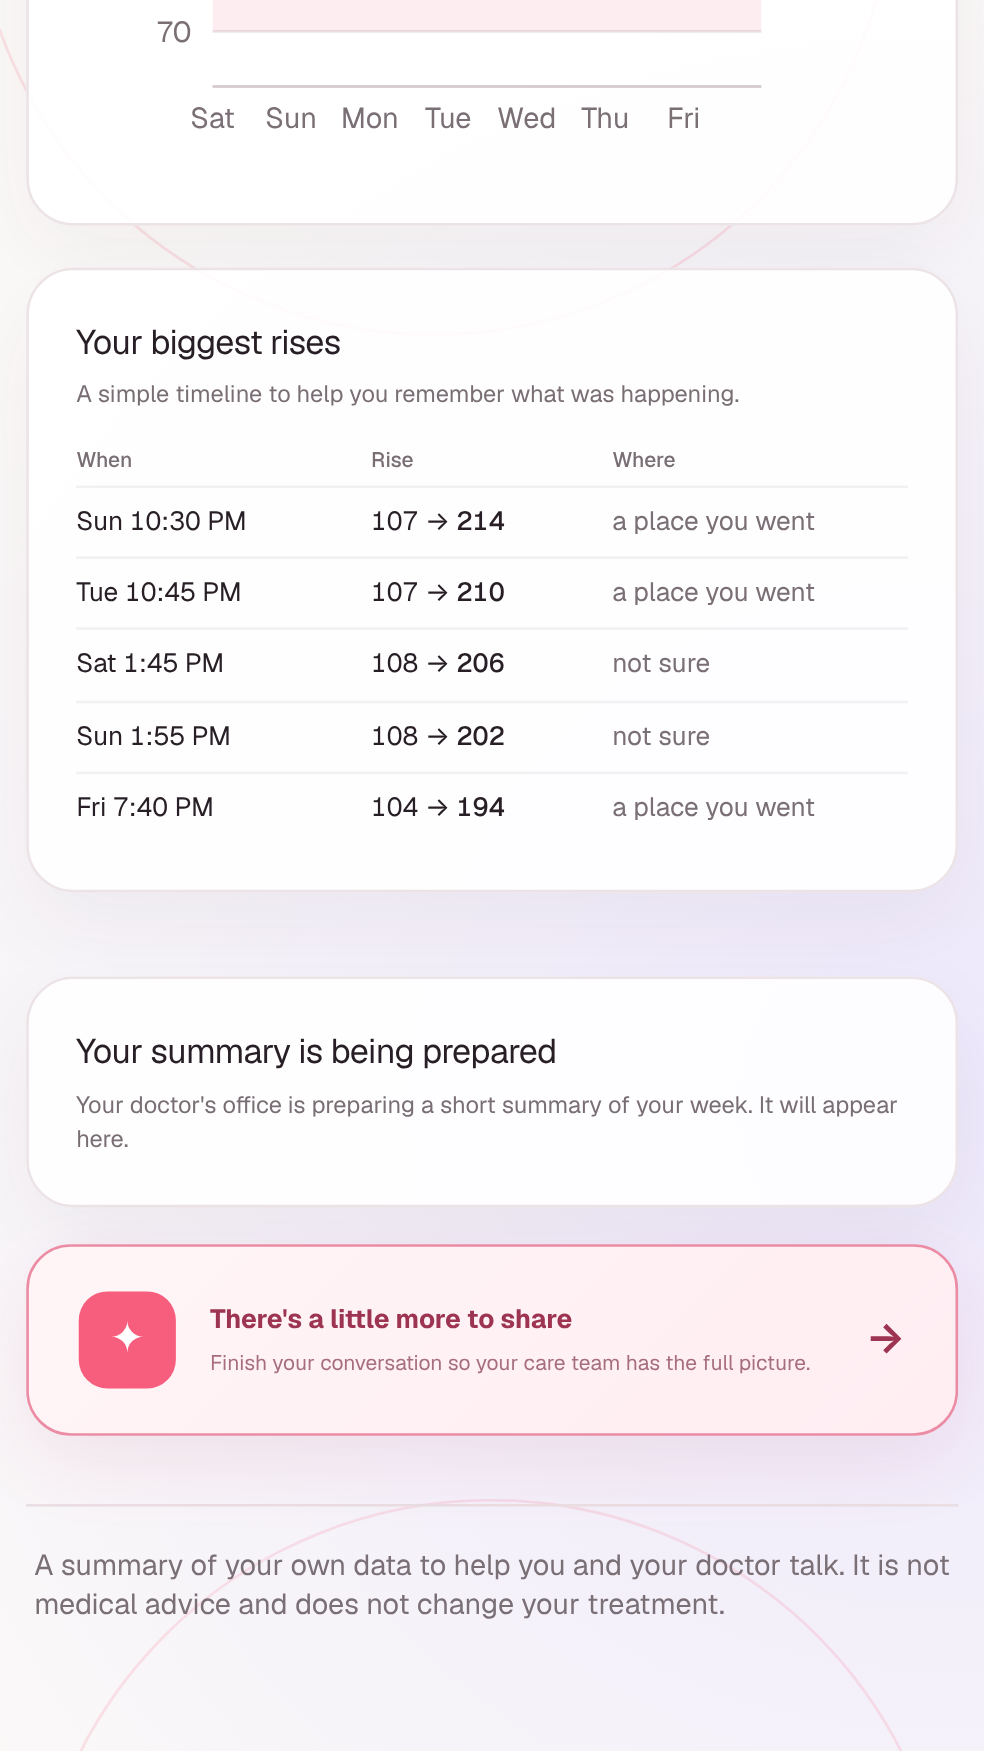 70
Sat Sun Mon Tue Wed Thu Fri
Your biggest rises
A simple timeline to help you remember what was happening.
When Rise Where
Sun 10:30 PM 107 → 214 a place you went
Tue 10:45 PM 107 → 210 a place you went
Sat 1:45 PM 108 → 206 not sure
Sun 1:55 PM 108 → 202 not sure
Fri 7:40 PM 104 → 194 a place you went
Your summary is being prepared
Your doctor's office is preparing a short summary of your week. It will appear
here.
There's a little more to share
Finish your conversation so your care team has the full picture.
A summary of your own data to help you and your doctor talk. It is not
medical advice and does not change your treatment.